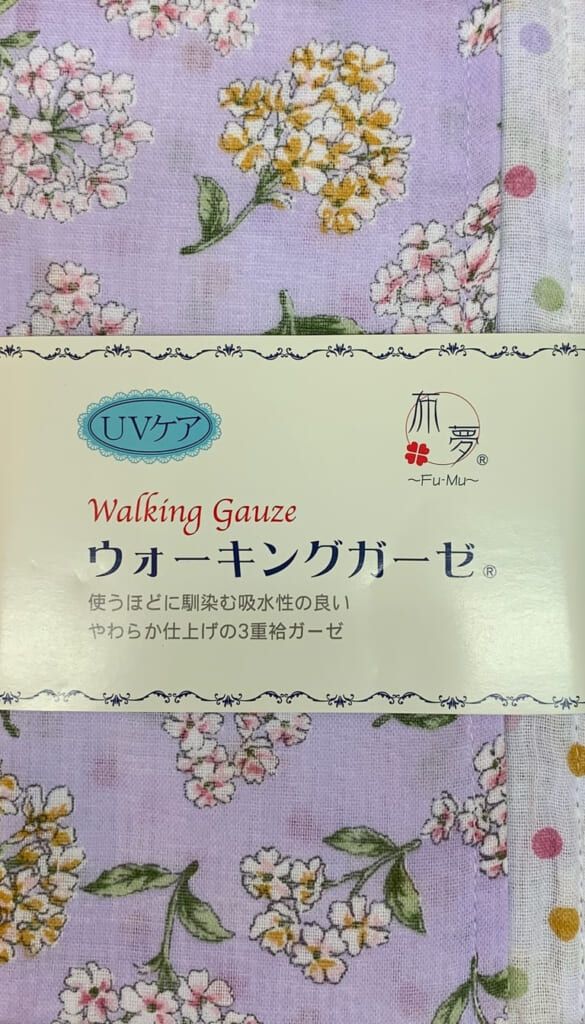 UVケア
布夢®
~Fu-Mu~
Walking Gauze
ウォーキングガーゼ®
使うほどに馴染む吸水性の良い
やわらか仕上げの3重袷ガーゼ